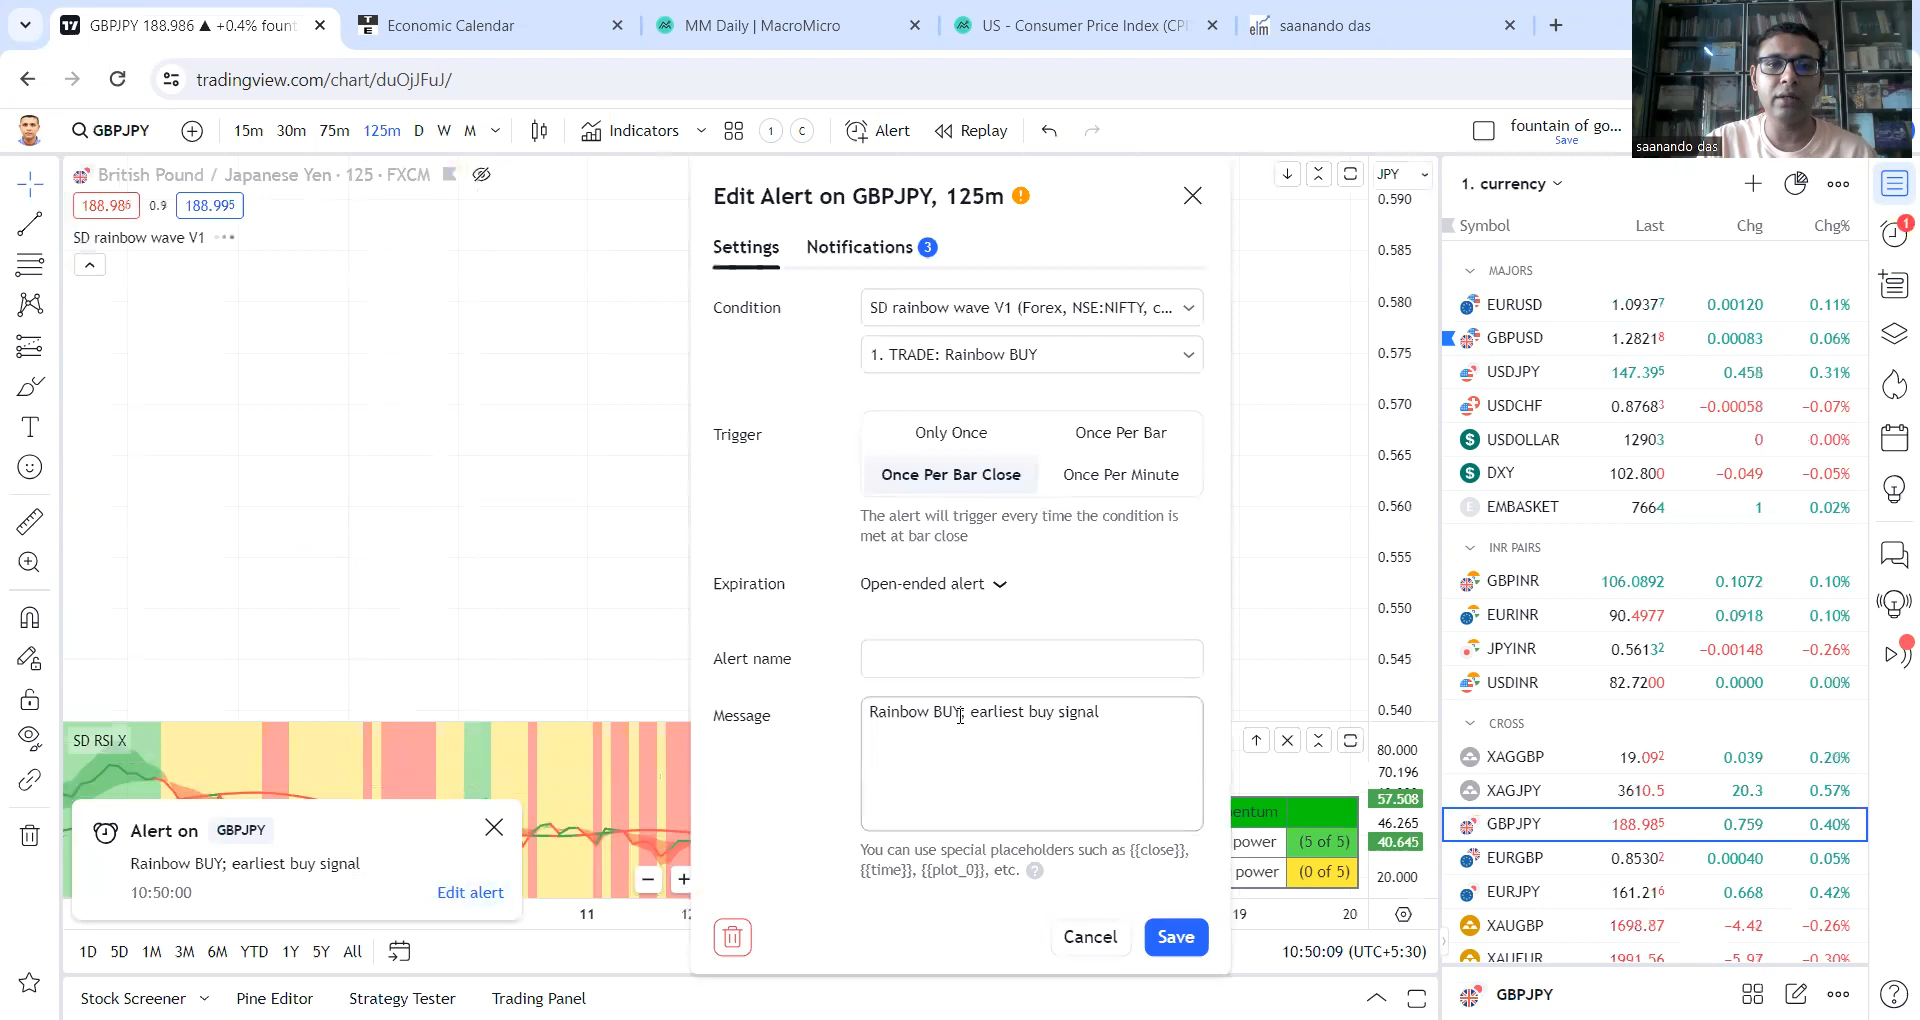 GBPJPY 188.986 ▲ +0.4% fount
Economic Calendar
MM Daily | MacroMicro
US - Consumer Price Index (CPI
elm saanando das
tradingview.com/chart/duOjJFuJ/
GBPJPY
15m 30m 75m 125m D W M
Indicators
1 C
Alert
Replay
fountain of go...
Save
saanando das
British Pound / Japanese Yen · 125 · FXCM
188.986 0.9 188.995
SD rainbow wave V1
Edit Alert on GBPJPY, 125m
Settings Notifications 3
Condition
SD rainbow wave V1 (Forex, NSE:NIFTY, c...
1. TRADE: Rainbow BUY
Trigger
Only Once Once Per Bar
Once Per Bar Close Once Per Minute
The alert will trigger every time the condition is
met at bar close
Expiration
Open-ended alert
Alert name
Message
Rainbow BUY; earliest buy signal
You can use special placeholders such as {{close}},
{{time}}, {{plot_0}}, etc.
Cancel Save
JPY
0.590
0.585
0.580
0.575
0.570
0.565
0.560
0.555
0.550
0.545
0.540
80.000
70.196
57.508
46.265
40.645
20.000
SD RSI X
entum
power (5 of 5)
power (0 of 5)
Alert on GBPJPY
Rainbow BUY; earliest buy signal
10:50:00
Edit alert
11 12 19 20
1D 5D 1M 3M 6M YTD 1Y 5Y All
10:50:09 (UTC+5:30)
Stock Screener Pine Editor Strategy Tester Trading Panel
1. currency
Symbol Last Chg Chg%
MAJORS
EURUSD 1.09377 0.00120 0.11%
GBPUSD 1.28218 0.00083 0.06%
USDJPY 147.395 0.458 0.31%
USDCHF 0.87683 −0.00058 −0.07%
USDOLLAR 12903 0 0.00%
DXY 102.800 −0.049 −0.05%
EMBASKET 7664 1 0.02%
INR PAIRS
GBPINR 106.0892 0.1072 0.10%
EURINR 90.4977 0.0918 0.10%
JPYINR 0.56132 −0.00148 −0.26%
USDINR 82.7200 0.0000 0.00%
CROSS
XAGGBP 19.092 0.039 0.20%
XAGJPY 3610.5 20.3 0.57%
GBPJPY 188.985 0.759 0.40%
EURGBP 0.85302 0.00040 0.05%
EURJPY 161.216 0.668 0.42%
XAUGBP 1698.87 −4.42 −0.26%
XAUEUR 1991.56 −5.97 −0.30%
GBPJPY
1